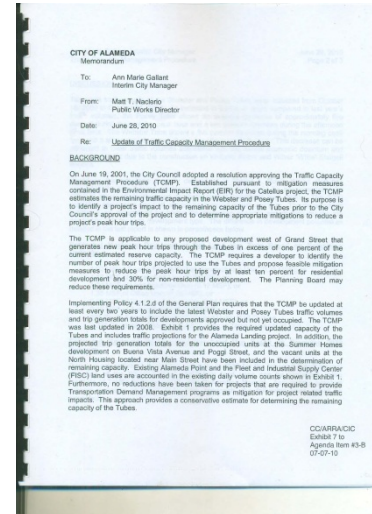 CITY OF ALAMEDA
Memorandum
To: Ann Marie Gallant
Interim City Manager
From: Matt T. Naclerio
Public Works Director
Date: June 28, 2010
Re: Update of Traffic Capacity Management Procedure
BACKGROUND
On June 19, 2001, the City Council adopted a resolution approving the Traffic Capacity
Management Procedure (TCMP). Established pursuant to mitigation measures
contained in the Environmental Impact Report (EIR) for the Catellus project, the TCMP
estimates the remaining traffic capacity in the Webster and Posey Tubes. Its purpose is
to identify a project's impact to the remaining capacity of the Tubes prior to the City
Council's approval of the project and to determine appropriate mitigations to reduce a
project's peak hour trips.
The TCMP is applicable to any proposed development west of Grand Street that
generates new peak hour trips through the Tubes in excess of one percent of the
current estimated reserve capacity. The TCMP requires a developer to identify the
number of peak hour trips projected to use the Tubes and propose feasible mitigation
measures to reduce the peak hour trips by at least ten percent for residential
development and 30% for non-residential development. The Planning Board may
reduce these requirements.
Implementing Policy 4.1.2.d of the General Plan requires that the TCMP be updated at
least every two years to include the latest Webster and Posey Tubes traffic volumes
and trip generation totals for developments approved but not yet occupied. The TCMP
was last updated in 2008. Exhibit 1 provides the required updated capacity of the
Tubes and includes traffic projections for the Alameda Landing project. In addition, the
projected trip generation totals for the unoccupied units at the Summer Homes
development on Buena Vista Avenue and Poggi Street, and the vacant units at the
North Housing located near Main Street have been included in the determination of
remaining capacity. Existing Alameda Point and the Fleet and Industrial Supply Center
(FISC) land uses are accounted in the existing daily volume counts shown in Exhibit 1.
Furthermore, no reductions have been taken for projects that are required to provide
Transportation Demand Management programs as mitigation for project related traffic
impacts. This approach provides a conservative estimate for determining the remaining
capacity of the Tubes.
CC/ARRA/CIC
Exhibit 7 to
Agenda Item #3-B
07-07-10